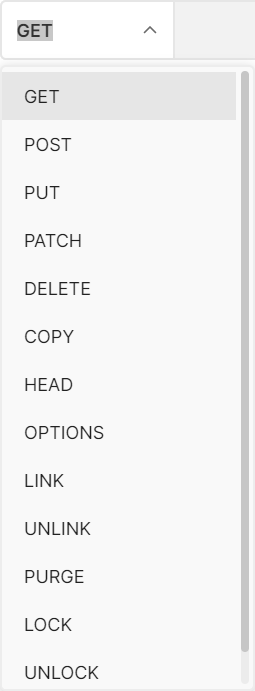 GET
GET
POST
PUT
PATCH
DELETE
COPY
HEAD
OPTIONS
LINK
UNLINK
PURGE
LOCK
UNLOCK